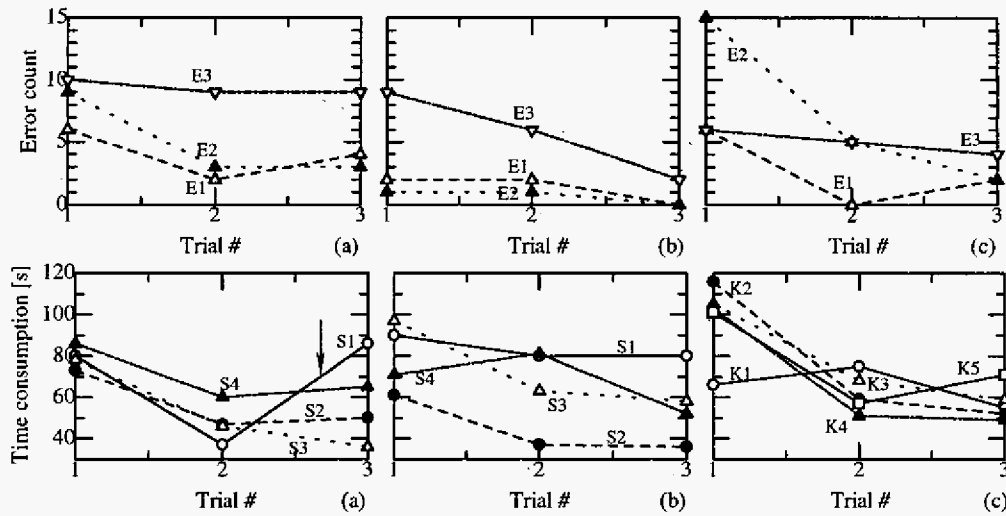 Error count
15
10
5
0
E3
E2
E1
1 2 3
Trial # (a)
E3
E1
E2
1 2 3
Trial # (b)
E2
E3
E1
1 2 3
Trial # (c)
Time consumption [s]
120
100
80
60
40
S1
S4
S2
S3
1 2 3
Trial # (a)
S1
S4
S3
S2
1 2 3
Trial # (b)
K2
K1
K3
K5
K4
1 2 3
Trial # (c)